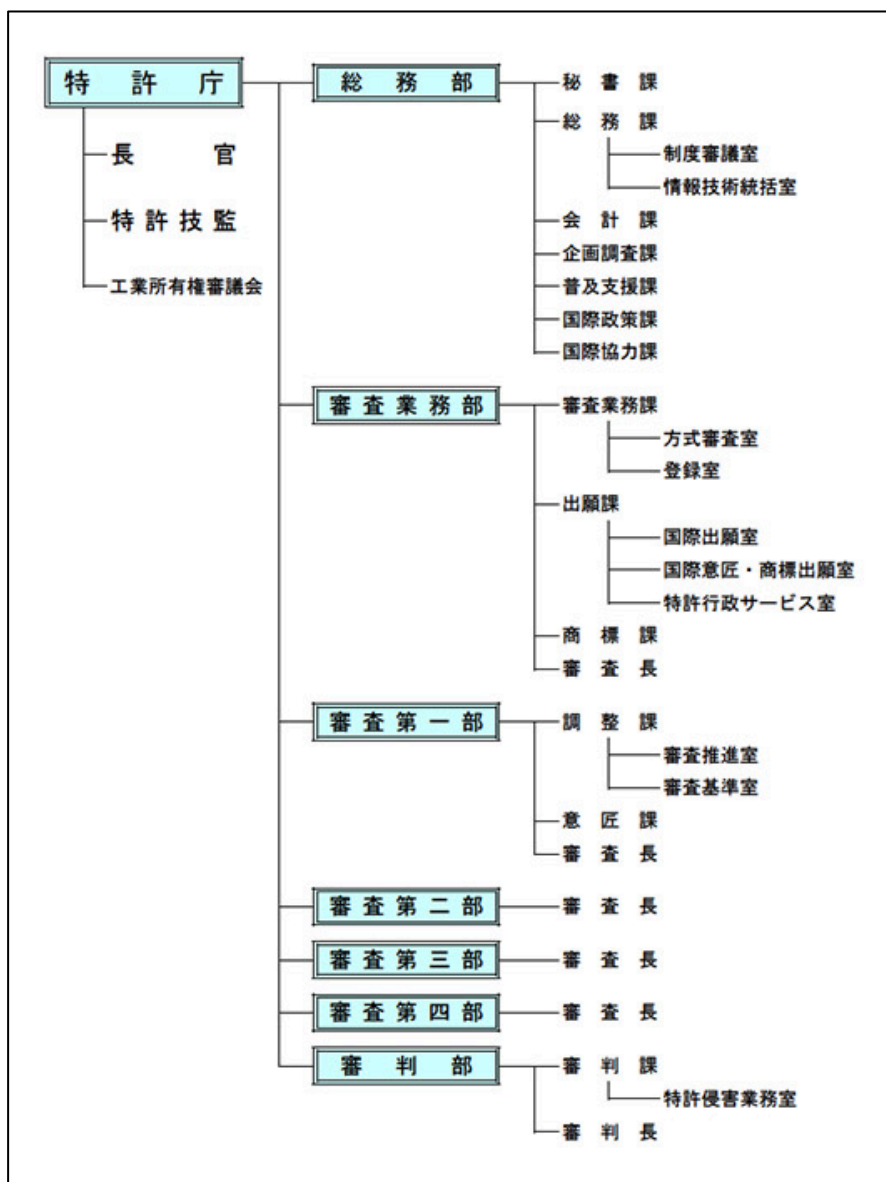 特許庁
長官
特許技監
工業所有権審議会
総務部
秘書課
総務課
制度審議室
情報技術統括室
会計課
企画調査課
普及支援課
国際政策課
国際協力課
審査業務部
審査業務課
方式審査室
登録室
出願課
国際出願室
国際意匠・商標出願室
特許行政サービス室
商標課
審査長
審査第一部
調整課
審査推進室
審査基準室
意匠課
審査長
審査第二部
審査長
審査第三部
審査長
審査第四部
審査長
審判部
審判課
特許侵害業務室
審判長